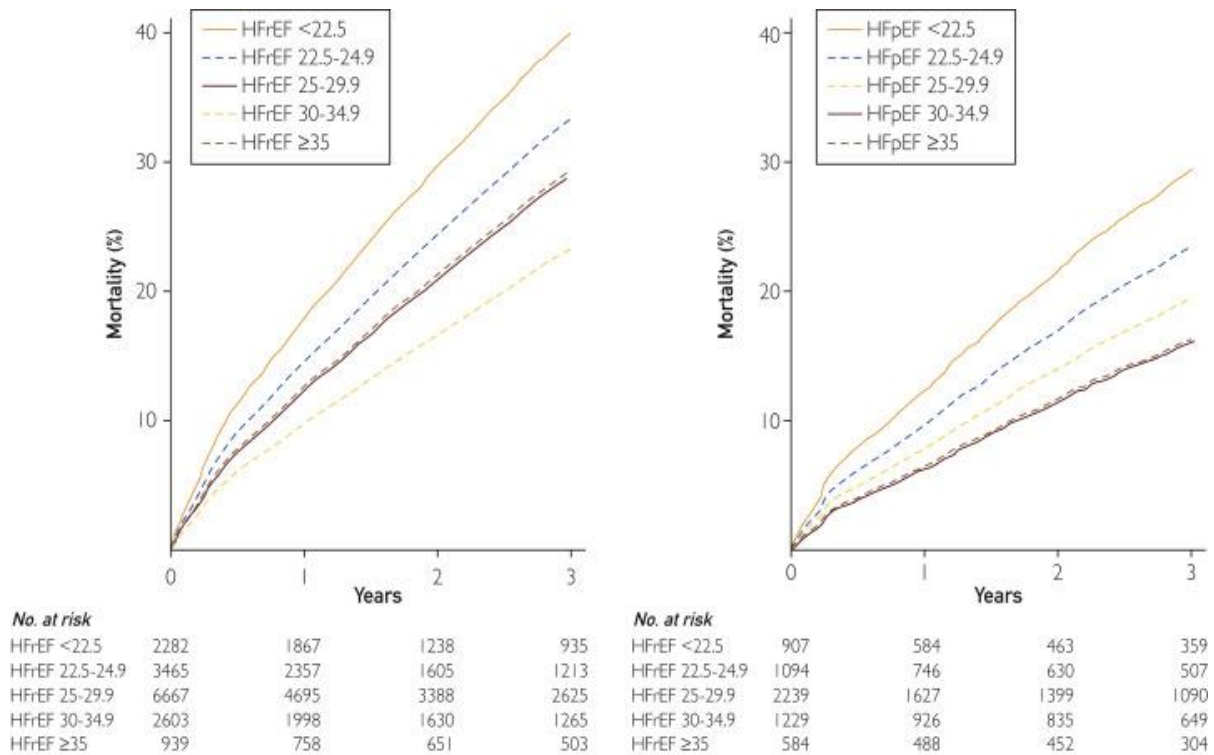 40
30
20
10
Mortality (%)
HFrEF <22.5
HFrEF 22.5-24.9
HFrEF 25-29.9
HFrEF 30-34.9
HFrEF ≥35
0 1 2 3
Years
No. at risk
HFrEF <22.5 2282 1867 1238 935
HFrEF 22.5-24.9 3465 2357 1605 1213
HFrEF 25-29.9 6667 4695 3388 2625
HFrEF 30-34.9 2603 1998 1630 1265
HFrEF ≥35 939 758 651 503
40
30
20
10
Mortality (%)
HFpEF <22.5
HFpEF 22.5-24.9
HFpEF 25-29.9
HFpEF 30-34.9
HFpEF ≥35
0 1 2 3
Years
No. at risk
HFrEF <22.5 907 584 463 359
HFrEF 22.5-24.9 1094 746 630 507
HFrEF 25-29.9 2239 1627 1399 1090
HFrEF 30-34.9 1229 926 835 649
HFrEF ≥35 584 488 452 304